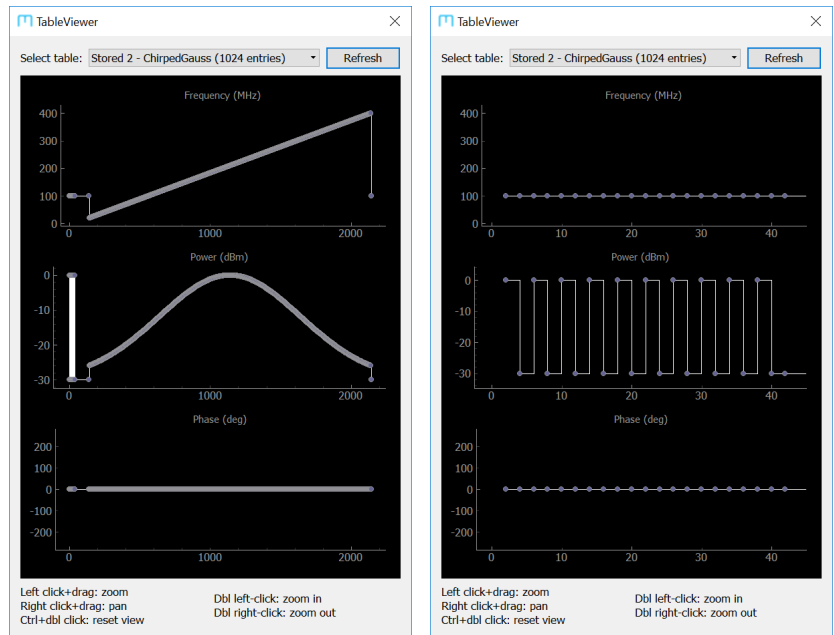 TableViewer
Select table: Stored 2 - ChirpedGauss (1024 entries) Refresh
Frequency (MHz)
400
300
200
100
0
0 1000 2000
Power (dBm)
0
-10
-20
-30
0 1000 2000
Phase (deg)
200
100
0
-100
-200
0 1000 2000
Left click+drag: zoom
Right click+drag: pan
Ctrl+dbl click: reset view
Dbl left-click: zoom in
Dbl right-click: zoom out
TableViewer
Select table: Stored 2 - ChirpedGauss (1024 entries) Refresh
Frequency (MHz)
400
300
200
100
0
0 10 20 30 40
Power (dBm)
0
-10
-20
-30
0 10 20 30 40
Phase (deg)
200
100
0
-100
-200
0 10 20 30 40
Left click+drag: zoom
Right click+drag: pan
Ctrl+dbl click: reset view
Dbl left-click: zoom in
Dbl right-click: zoom out